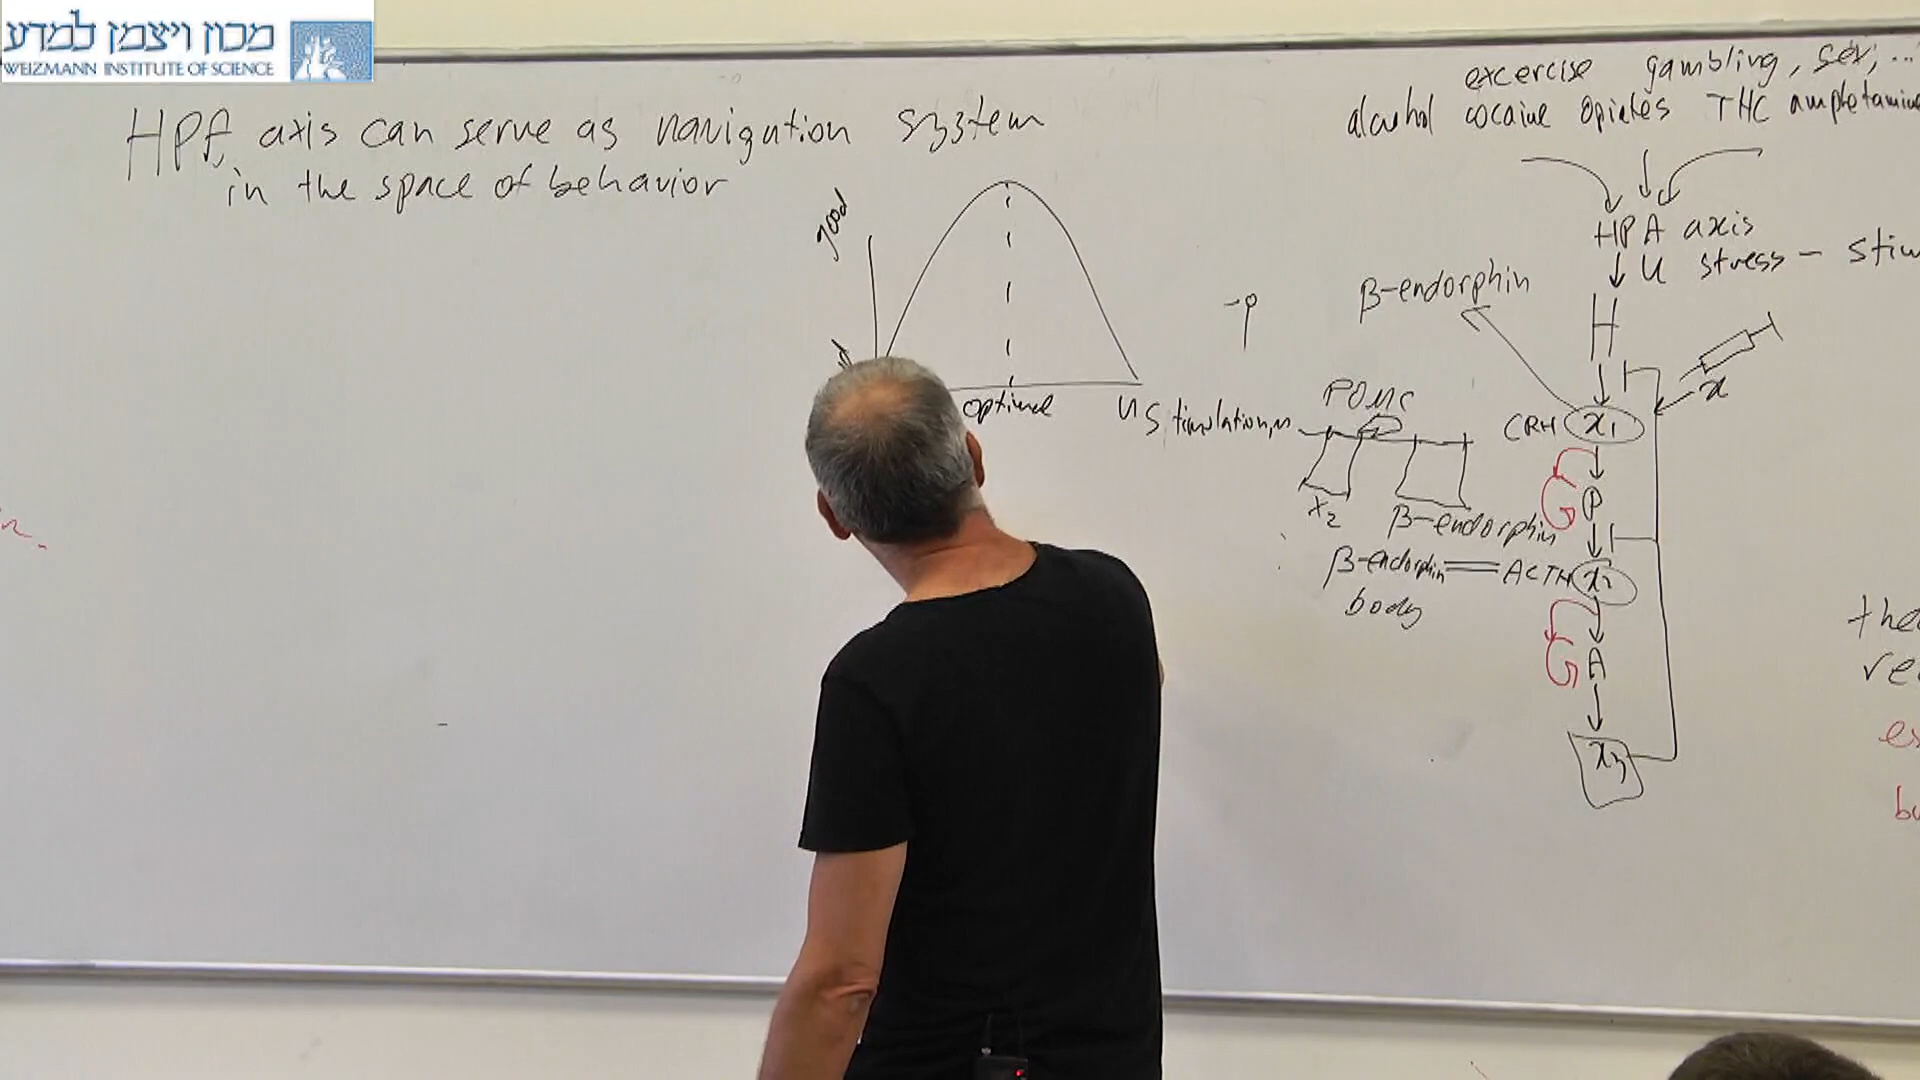 מכון ויצמן למדע
WEIZMANN INSTITUTE OF SCIENCE
HPA axis can serve as navigation system
in the space of behavior
good
optimal
u stimulation, u
excercise gambling, sex, ...
alcohol cocaine opiates THC amphetamine
HPA axis
u stress -
β-endorphin
H
x
POMC
CRH x₁
G P
x₂
β-endorphin
β-endorphin ACTH x₂
body
G A
x₃